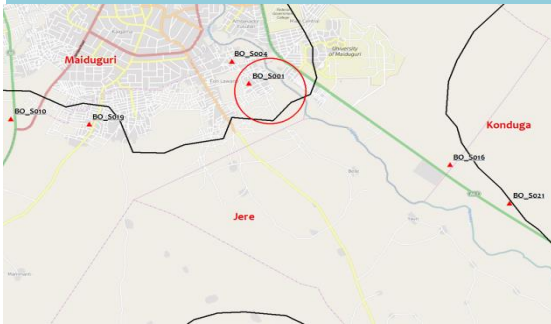 Maiduguri
BO_S004
BO_S001
University
of
Maiduguri
BO_S010
BO_S019
Konduga
BO_S016
BO_S021
Jere